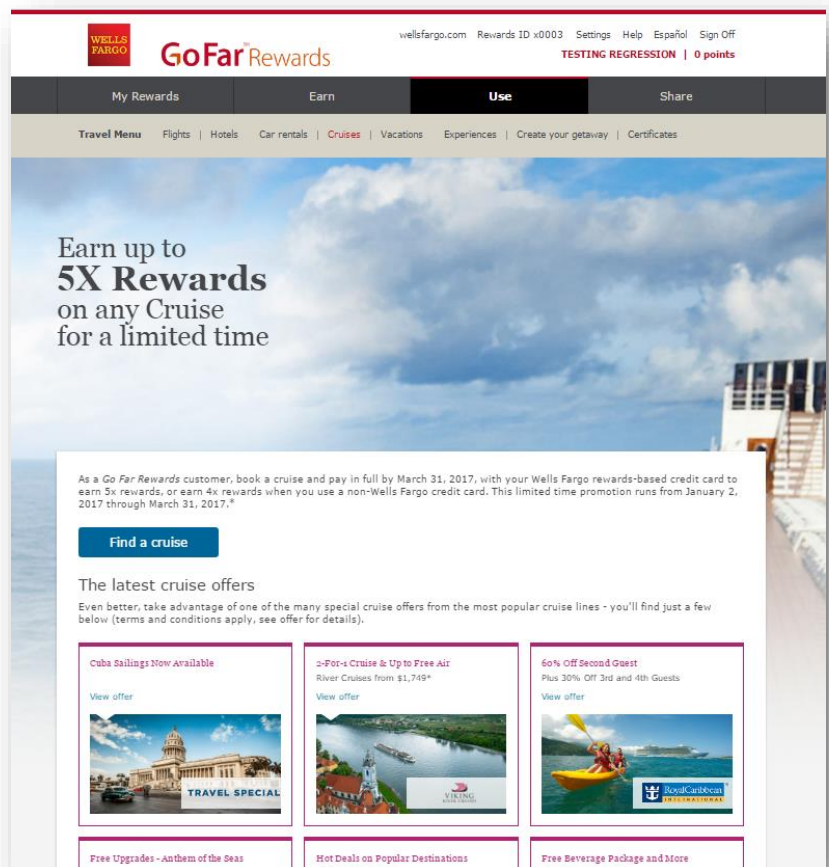 WELLS
FARGO
Go Far™ Rewards
wellsfargo.com Rewards ID x0003 Settings Help Español Sign Off
TESTING REGRESSION | 0 points
My Rewards Earn Use Share
Travel Menu Flights | Hotels Car rentals | Cruises | Vacations Experiences | Create your getaway | Certificates
Earn up to
5X Rewards
on any Cruise
for a limited time
As a Go Far Rewards customer, book a cruise and pay in full by March 31, 2017, with your Wells Fargo rewards-based credit card to
earn 5x rewards, or earn 4x rewards when you use a non-Wells Fargo credit card. This limited time promotion runs from January 2,
2017 through March 31, 2017.*
Find a cruise
The latest cruise offers
Even better, take advantage of one of the many special cruise offers from the most popular cruise lines - you'll find just a few
below (terms and conditions apply, see offer for details).
Cuba Sailings Now Available
View offer
TRAVEL SPECIAL
2-For-1 Cruise & Up to Free Air
River Cruises from $1,749*
View offer
VIKING
60% Off Second Guest
Plus 30% Off 3rd and 4th Guests
View offer
RoyalCaribbean
INTERNATIONAL
Free Upgrades - Anthem of the Seas
Hot Deals on Popular Destinations
Free Beverage Package and More